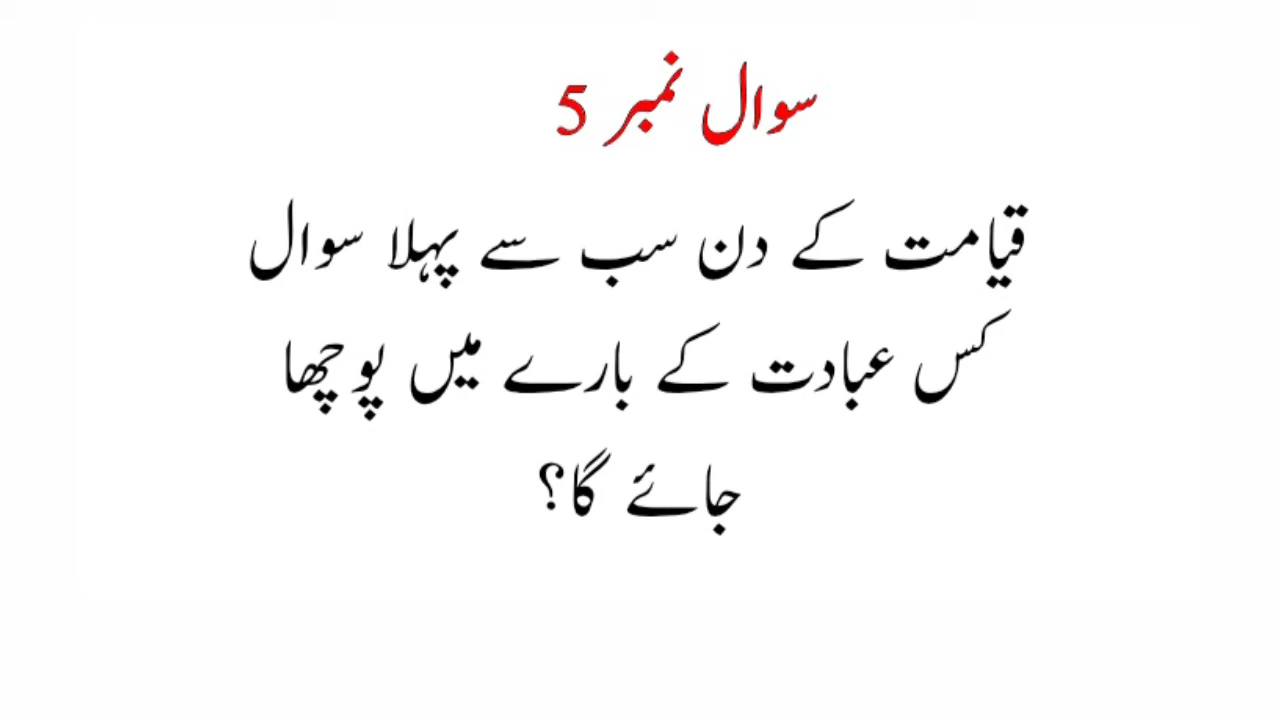 سوال نمبر 5
قیامت کے دن سب سے پہلا سوال
کس عبادت کے بارے میں پوچھا
جائے گا؟